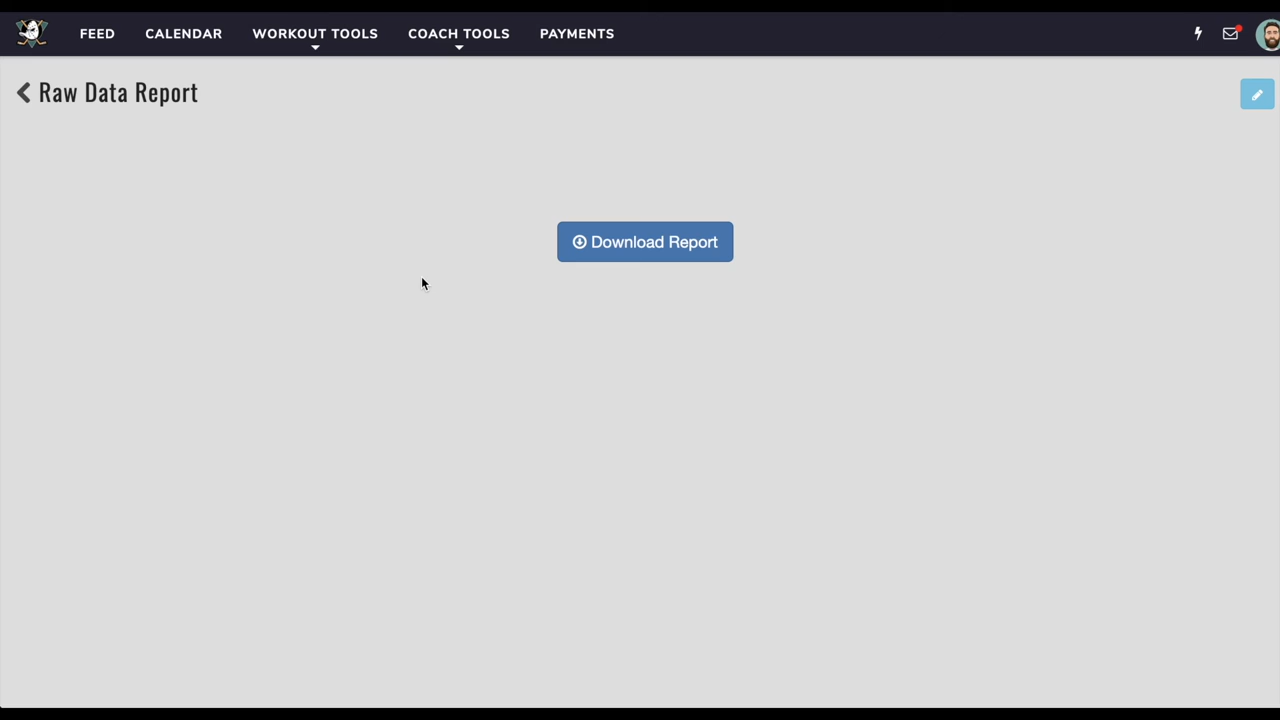 FEED CALENDAR WORKOUT TOOLS COACH TOOLS PAYMENTS
Raw Data Report
Download Report